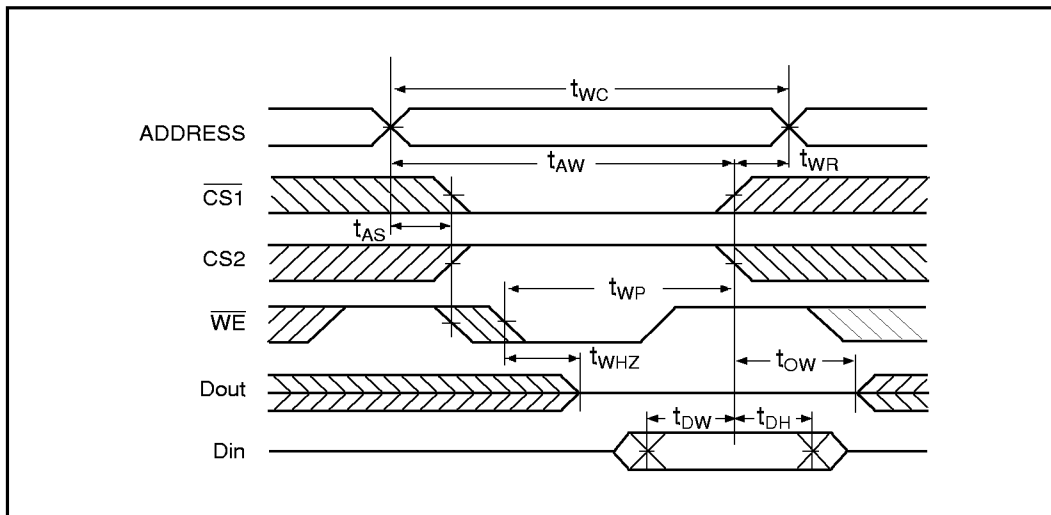 tWC
ADDRESS
tAW
tWR
CS1
tAS
CS2
tWP
WE
tWHZ
tOW
Dout
tDW
tDH
Din